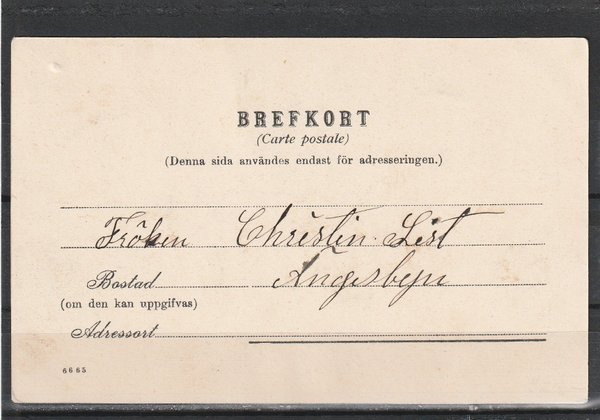 BREFKORT
(Carte postale)
(Denna sida användes endast för adresseringen.)
Fröken Christin List
Bostad Ängesbyn
(om den kan uppgifvas)
Adressort
6665